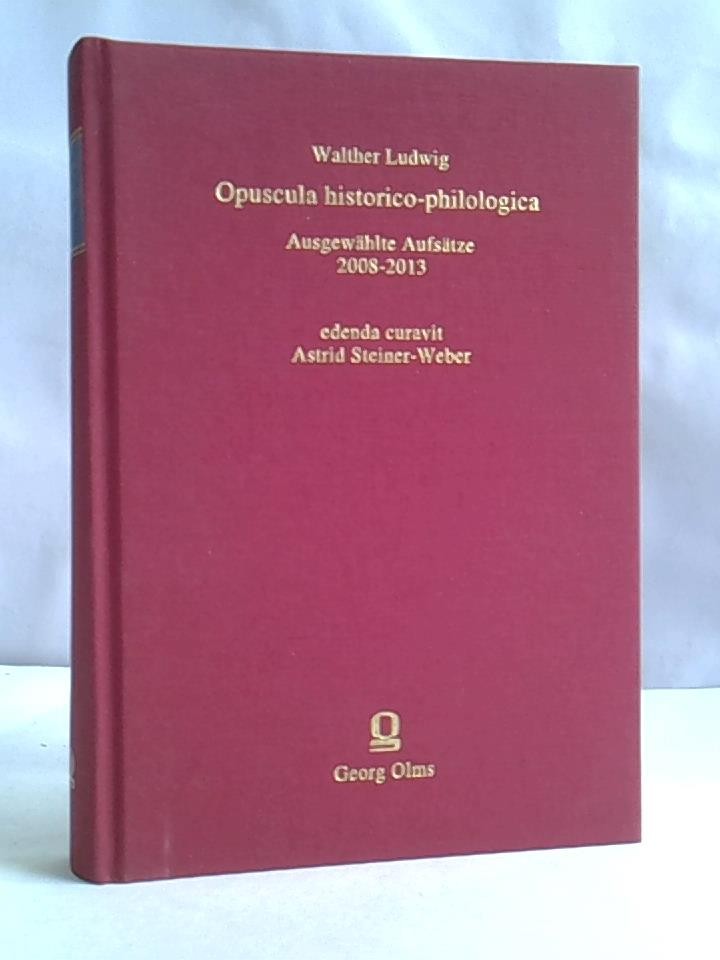 Walther Ludwig
Opuscula historico-philologica
Ausgewählte Aufsätze
2008-2013
edenda curavit
Astrid Steiner-Weber
Georg Olms